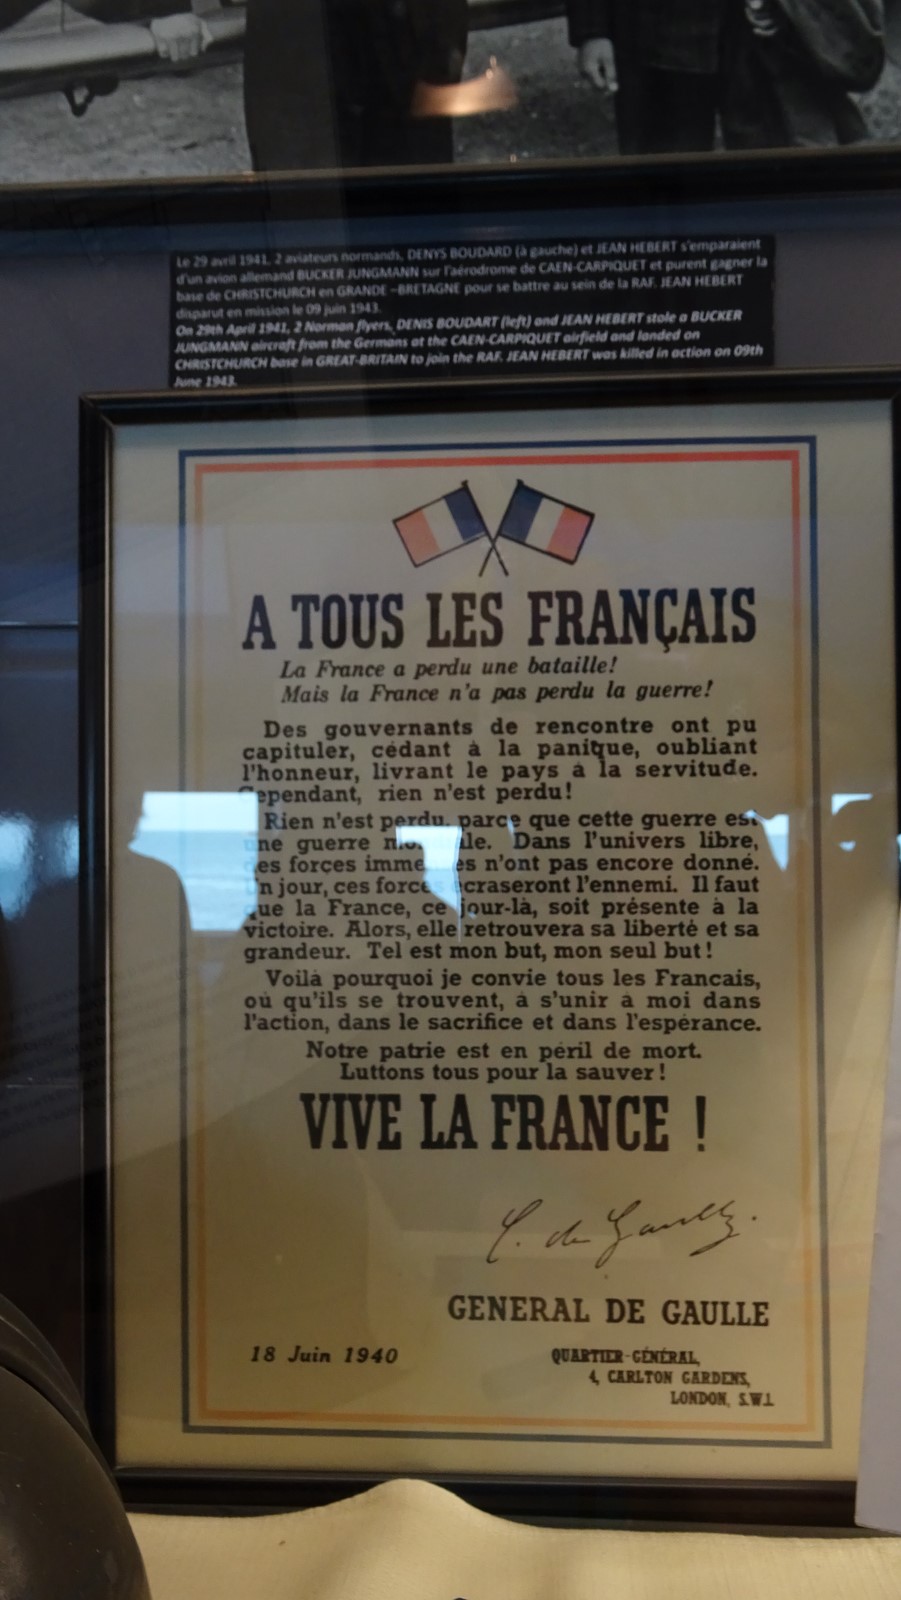 Le 29 avril 1941, 2 aviateurs normands, DENYS BOUDARD (à gauche) et JEAN HEBERT s'emparaient
d'un avion allemand BUCKER JUNGMANN sur l'aérodrome de CAEN-CARPIQUET et purent gagner la
base de CHRISTCHURCH en GRANDE –BRETAGNE pour se battre au sein de la RAF. JEAN HEBERT
disparut en mission le 09 juin 1943.
On 29th April 1941, 2 Norman flyers, DENIS BOUDART (left) and JEAN HEBERT stole a BUCKER
JUNGMANN aircraft from the Germans at the CAEN-CARPIQUET airfield and landed on
CHRISTCHURCH base in GREAT-BRITAIN to join the RAF. JEAN HEBERT was killed in action on 09th
June 1943.
A TOUS LES FRANÇAIS
La France a perdu une bataille!
Mais la France n'a pas perdu la guerre!
Des gouvernants de rencontre ont pu
capituler, cédant à la panique, oubliant
l'honneur, livrant le pays à la servitude.
Cependant, rien n'est perdu!
Rien n'est perdu, parce que cette guerre est
une guerre mondiale. Dans l'univers libre,
des forces immenses n'ont pas encore donné.
Un jour, ces forces écraseront l'ennemi. Il faut
que la France, ce jour-là, soit présente à la
victoire. Alors, elle retrouvera sa liberté et sa
grandeur. Tel est mon but, mon seul but!
Voilà pourquoi je convie tous les Francais,
où qu'ils se trouvent, à s'unir à moi dans
l'action, dans le sacrifice et dans l'espérance.
Notre patrie est en péril de mort.
Luttons tous pour la sauver!
VIVE LA FRANCE !
C. de Gaulle.
GENERAL DE GAULLE
18 Juin 1940
QUARTIER-GÉNÉRAL,
4, CARLTON GARDENS,
LONDON, S.W.1.